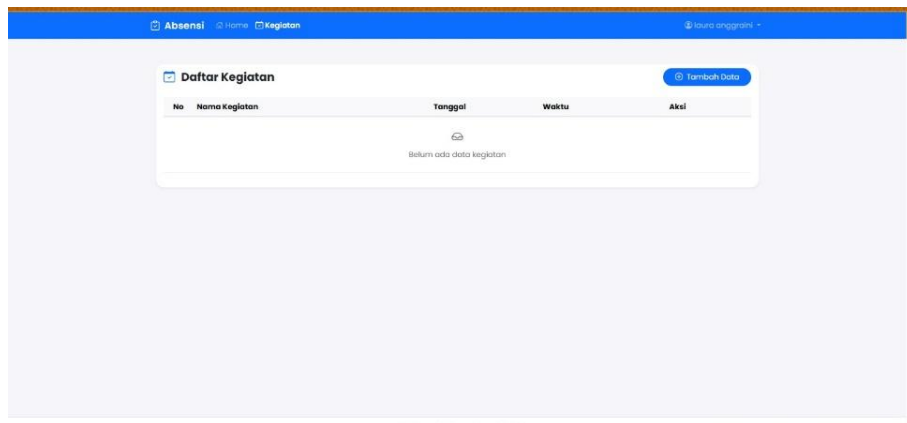 Absensi Home Kegiatan laura anggraini
Daftar Kegiatan Tambah Data
No Nama Kegiatan Tanggal Waktu Aksi
Belum ada data kegiatan